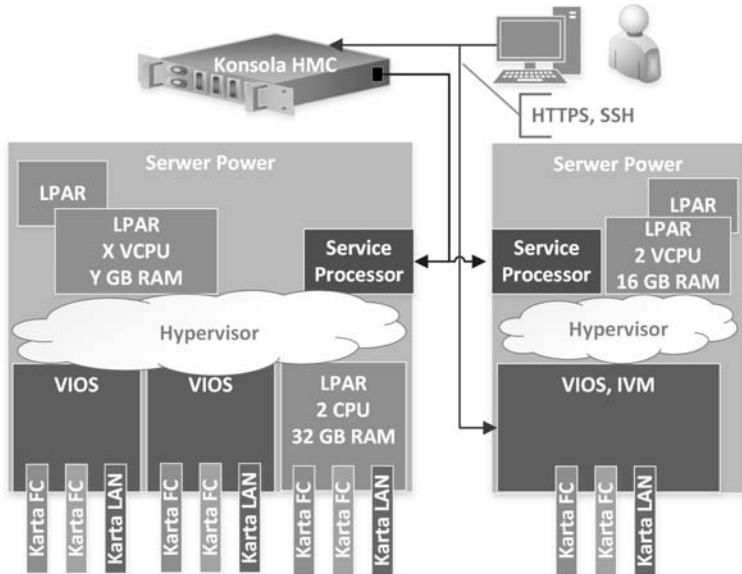 Konsola HMC
HTTPS, SSH
Serwer Power
LPAR
LPAR
X VCPU
Y GB RAM
Service
Processor
Hypervisor
VIOS
VIOS
LPAR
2 CPU
32 GB RAM
Karta FC
Karta FC
Karta LAN
Karta FC
Karta FC
Karta LAN
Karta FC
Karta FC
Karta LAN
Serwer Power
LPAR
LPAR
2 VCPU
16 GB RAM
Service
Processor
Hypervisor
VIOS, IVM
Karta FC
Karta FC
Karta LAN